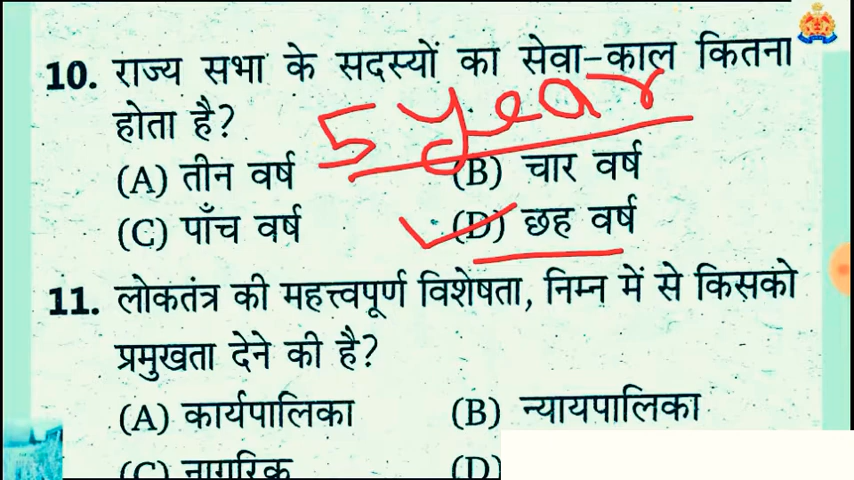 10. राज्य सभा के सदस्यों का सेवा-काल कितना
होता है?
5 year
(A) तीन वर्ष (B) चार वर्ष
(C) पाँच वर्ष (D) छह वर्ष
11. लोकतंत्र की महत्त्वपूर्ण विशेषता, निम्न में से किसको
प्रमुखता देने की है?
(A) कार्यपालिका (B) न्यायपालिका
(C) नागरिक (D)